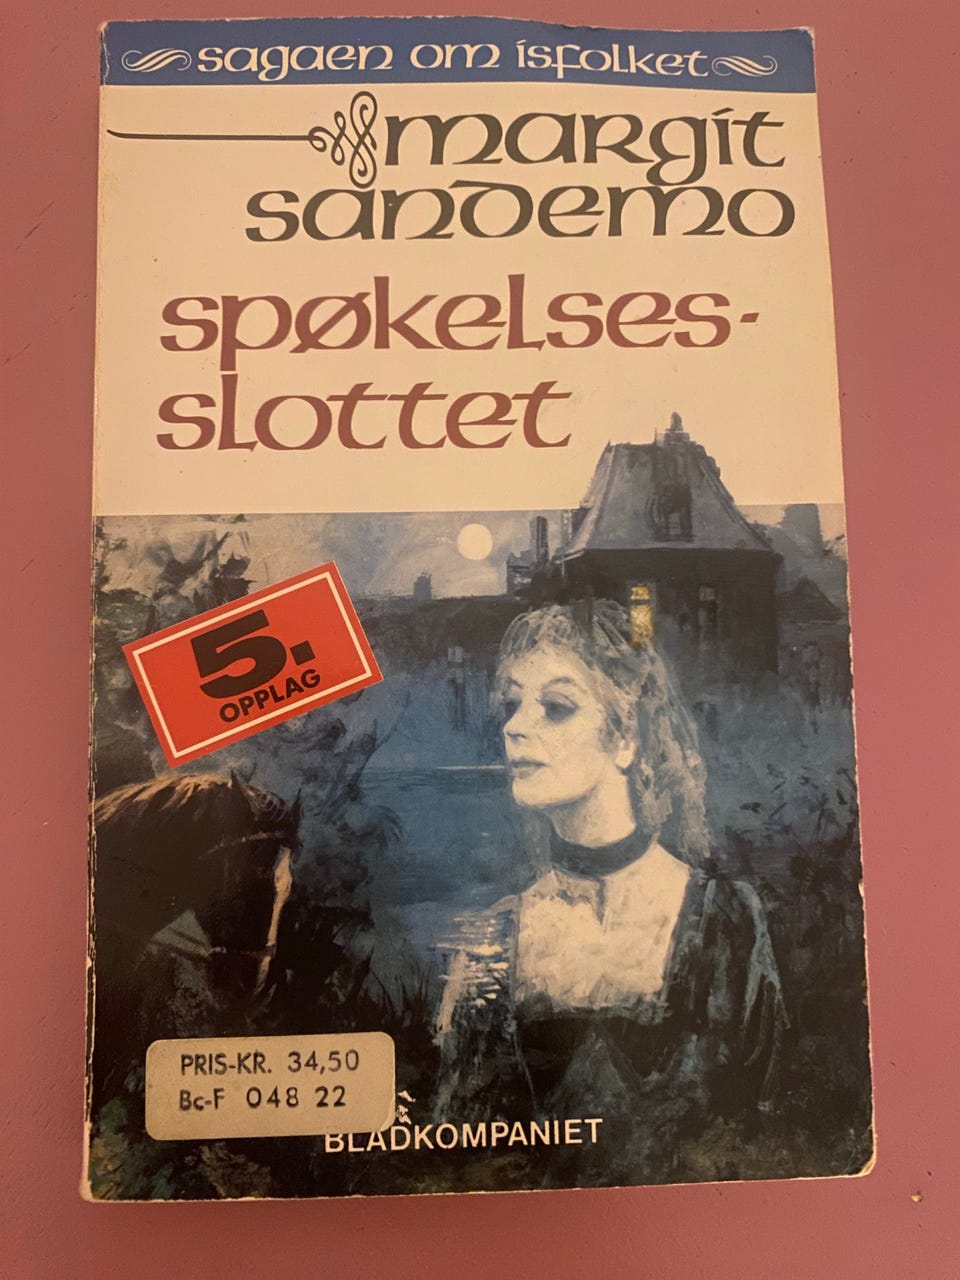 sagaen om isfolket
margit
sandemo
spøkelses-
slottet
5.
OPPLAG
PRIS-KR. 34,50
Bc-F 048 22
BLADKOMPANIET